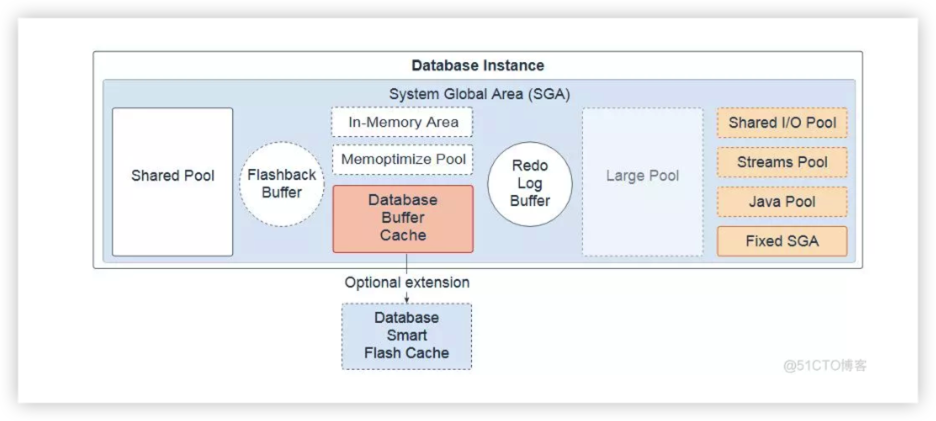 Database Instance
System Global Area (SGA)
Shared Pool
Flashback
Buffer
In-Memory Area
Memoptimize Pool
Database
Buffer
Cache
Redo
Log
Buffer
Large Pool
Shared I/O Pool
Streams Pool
Java Pool
Fixed SGA
Optional extension
Database
Smart
Flash Cache
@51CTO博客